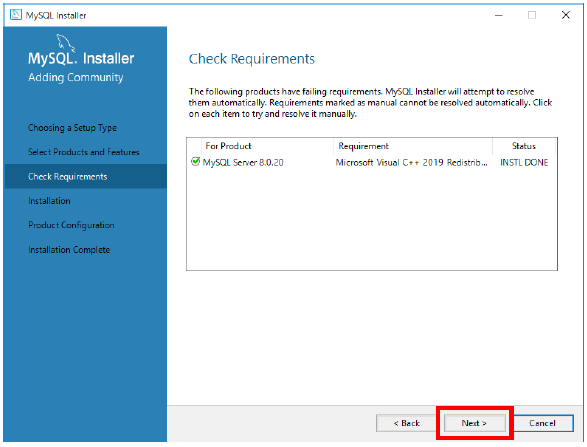 MySQL Installer
MySQL. Installer
Adding Community
Choosing a Setup Type
Select Products and Features
Check Requirements
Installation
Product Configuration
Installation Complete
Check Requirements
The following products have failing requirements. MySQL Installer will attempt to resolve
them automatically. Requirements marked as manual cannot be resolved automatically. Click
on each item to try and resolve it manually.
For Product Requirement Status
MySQL Server 8.0.20 Microsoft Visual C++ 2019 Redistrib... INSTL DONE
< Back Next > Cancel